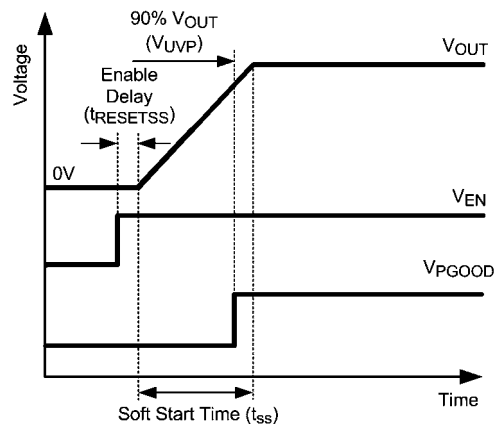 90% VOUT
(VUVP)
VOUT
Enable
Delay
(tRESETSS)
Voltage
0V
VEN
VPGOOD
Time
Soft Start Time (tss)